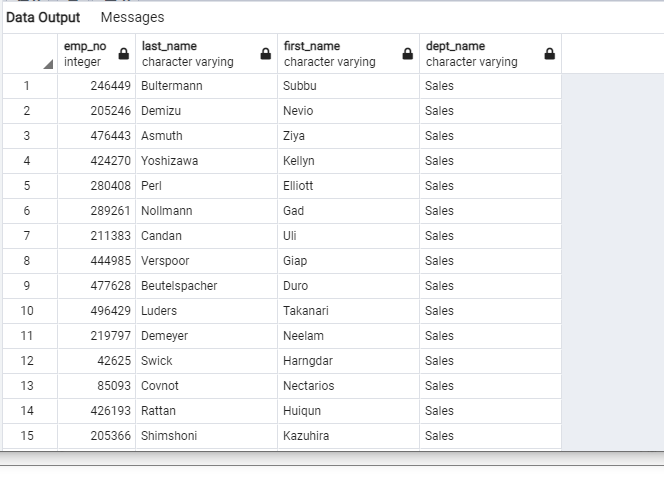 Data Output Messages
emp_no last_name first_name dept_name
integer character varying character varying character varying
1 246449 Bultermann Subbu Sales
2 205246 Demizu Nevio Sales
3 476443 Asmuth Ziya Sales
4 424270 Yoshizawa Kellyn Sales
5 280408 Perl Elliott Sales
6 289261 Nollmann Gad Sales
7 211383 Candan Uli Sales
8 444985 Verspoor Giap Sales
9 477628 Beutelspacher Duro Sales
10 496429 Luders Takanari Sales
11 219797 Demeyer Neelam Sales
12 42625 Swick Harngdar Sales
13 85093 Covnot Nectarios Sales
14 426193 Rattan Huiqun Sales
15 205366 Shimshoni Kazuhira Sales